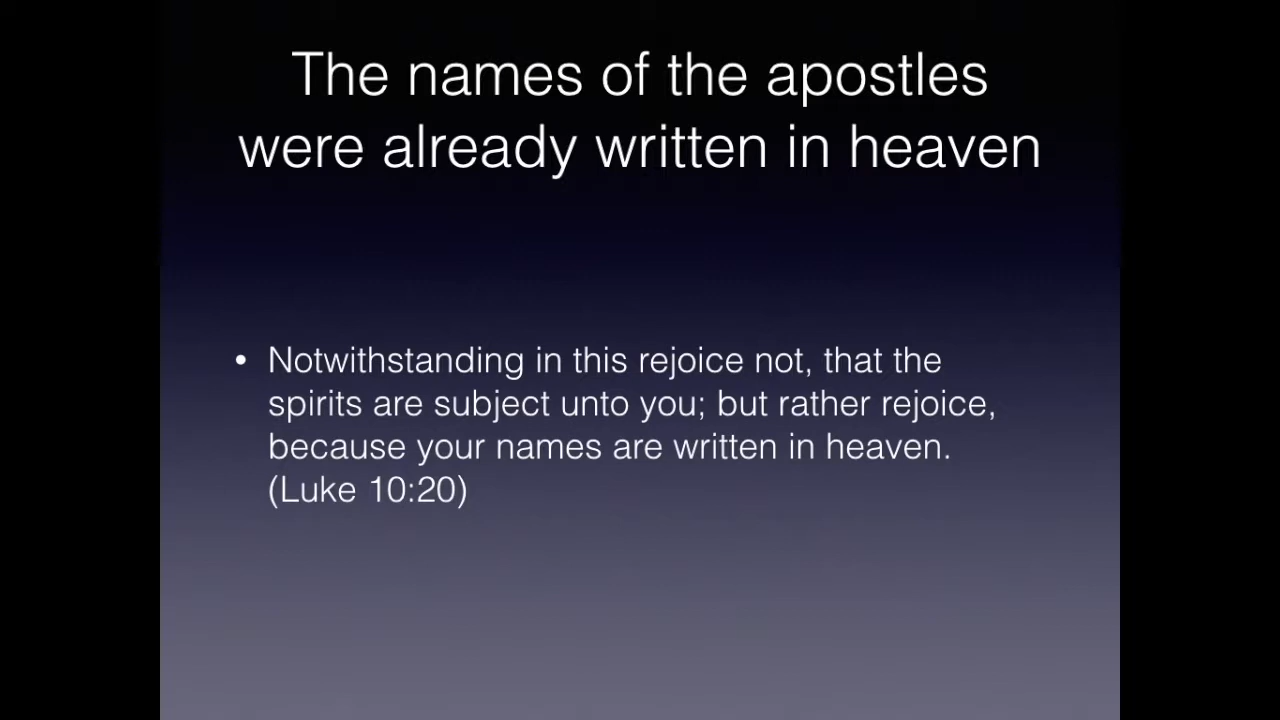 The names of the apostles
were already written in heaven
• Notwithstanding in this rejoice not, that the
spirits are subject unto you; but rather rejoice,
because your names are written in heaven.
(Luke 10:20)